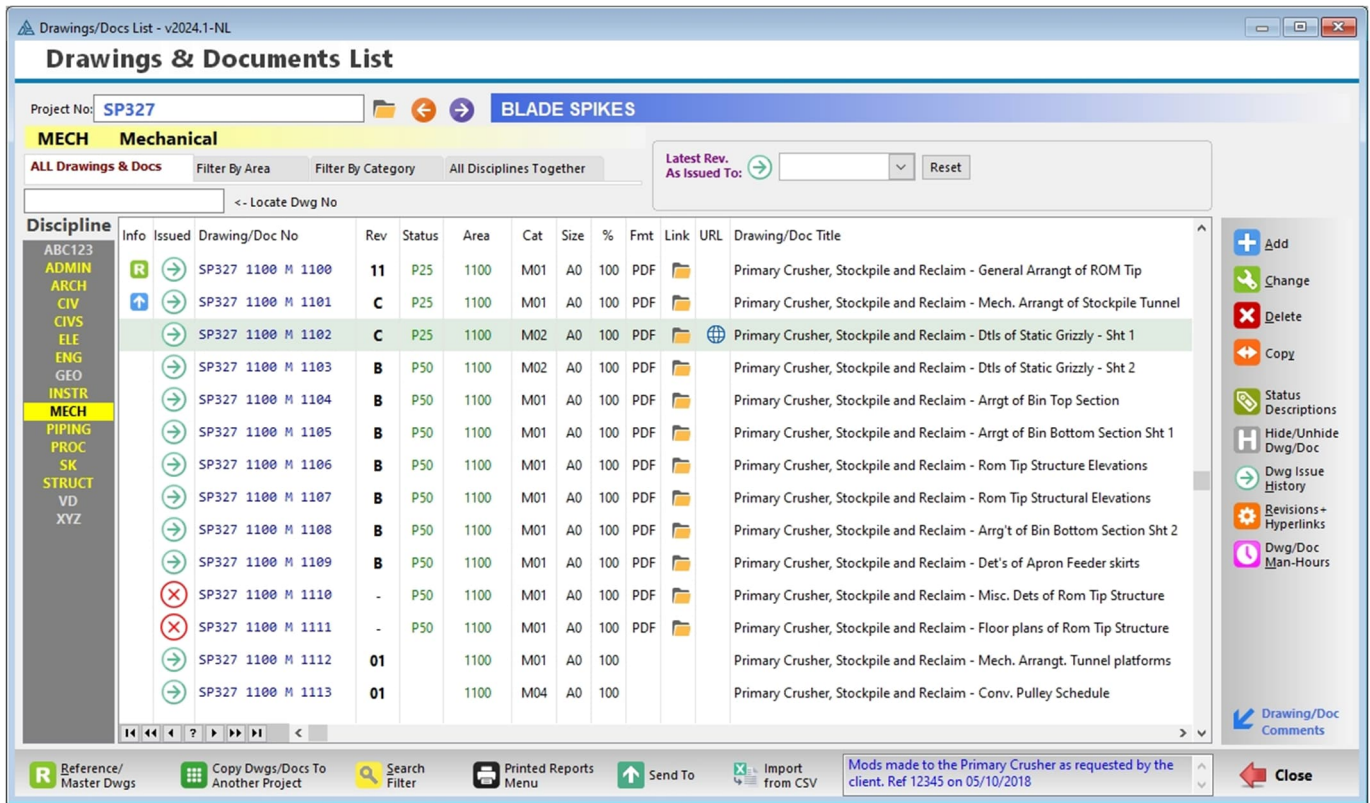 Drawings/Docs List - v2024.1-NL
Drawings & Documents List
Project No: SP327 BLADE SPIKES
MECH Mechanical
ALL Drawings & Docs Filter By Area Filter By Category All Disciplines Together
Latest Rev.
As Issued To: Reset
<- Locate Dwg No
Discipline
ABC123
ADMIN
ARCH
CIV
CIVS
ELE
ENG
GEO
INSTR
MECH
PIPING
PROC
SK
STRUCT
VD
XYZ
Info Issued Drawing/Doc No Rev Status Area Cat Size % Fmt Link URL Drawing/Doc Title
R SP327 1100 M 1100 11 P25 1100 M01 A0 100 PDF Primary Crusher, Stockpile and Reclaim - General Arrangt of ROM Tip
SP327 1100 M 1101 C P25 1100 M01 A0 100 PDF Primary Crusher, Stockpile and Reclaim - Mech. Arrangt of Stockpile Tunnel
SP327 1100 M 1102 C P25 1100 M02 A0 100 PDF Primary Crusher, Stockpile and Reclaim - Dtls of Static Grizzly - Sht 1
SP327 1100 M 1103 B P50 1100 M02 A0 100 PDF Primary Crusher, Stockpile and Reclaim - Dtls of Static Grizzly - Sht 2
SP327 1100 M 1104 B P50 1100 M01 A0 100 PDF Primary Crusher, Stockpile and Reclaim - Arrgt of Bin Top Section
SP327 1100 M 1105 B P50 1100 M01 A0 100 PDF Primary Crusher, Stockpile and Reclaim - Arrgt of Bin Bottom Section Sht 1
SP327 1100 M 1106 B P50 1100 M01 A0 100 PDF Primary Crusher, Stockpile and Reclaim - Rom Tip Structure Elevations
SP327 1100 M 1107 B P50 1100 M01 A0 100 PDF Primary Crusher, Stockpile and Reclaim - Rom Tip Structural Elevations
SP327 1100 M 1108 B P50 1100 M01 A0 100 PDF Primary Crusher, Stockpile and Reclaim - Arrg't of Bin Bottom Section Sht 2
SP327 1100 M 1109 B P50 1100 M01 A0 100 PDF Primary Crusher, Stockpile and Reclaim - Det's of Apron Feeder skirts
SP327 1100 M 1110 - P50 1100 M01 A0 100 PDF Primary Crusher, Stockpile and Reclaim - Misc. Dets of Rom Tip Structure
SP327 1100 M 1111 - P50 1100 M01 A0 100 PDF Primary Crusher, Stockpile and Reclaim - Floor plans of Rom Tip Structure
SP327 1100 M 1112 01 1100 M01 A0 100 Primary Crusher, Stockpile and Reclaim - Mech. Arrangt. Tunnel platforms
SP327 1100 M 1113 01 1100 M04 A0 100 Primary Crusher, Stockpile and Reclaim - Conv. Pulley Schedule
?
Add
Change
Delete
Copy
Status
Descriptions
H Hide/Unhide
Dwg/Doc
Dwg Issue
History
Revisions+
Hyperlinks
Dwg/Doc
Man-Hours
Drawing/Doc
Comments
R Reference/
Master Dwgs
Copy Dwgs/Docs To
Another Project
Search
Filter
Printed Reports
Menu
Send To
Import
from CSV
Mods made to the Primary Crusher as requested by the
client. Ref 12345 on 05/10/2018
Close